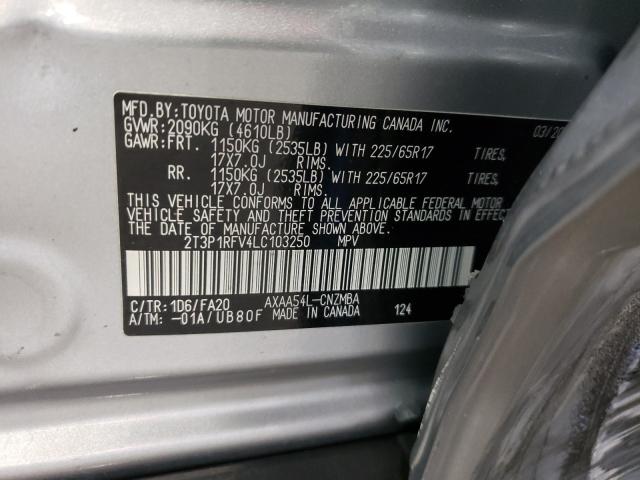 MFD.BY:TOYOTA MOTOR MANUFACTURING CANADA INC.
GVWR:2090KG (4610LB) 03/20
GAWR:FRT. 1150KG (2535LB) WITH 225/65R17 TIRES,
17X7.0J RIMS.
RR. 1150KG (2535LB) WITH 225/65R17 TIRES,
17X7.0J RIMS.
THIS VEHICLE CONFORMS TO ALL APPLICABLE FEDERAL MOTOR
VEHICLE SAFETY AND THEFT PREVENTION STANDARDS IN EFFECT ON
THE DATE OF MANUFACTURE SHOWN ABOVE.
2T3P1RFV4LC103250 MPV
C/TR:1D6/FA20 AXAA54L-CNZMBA
A/TM: -01A/UB80F MADE IN CANADA 124